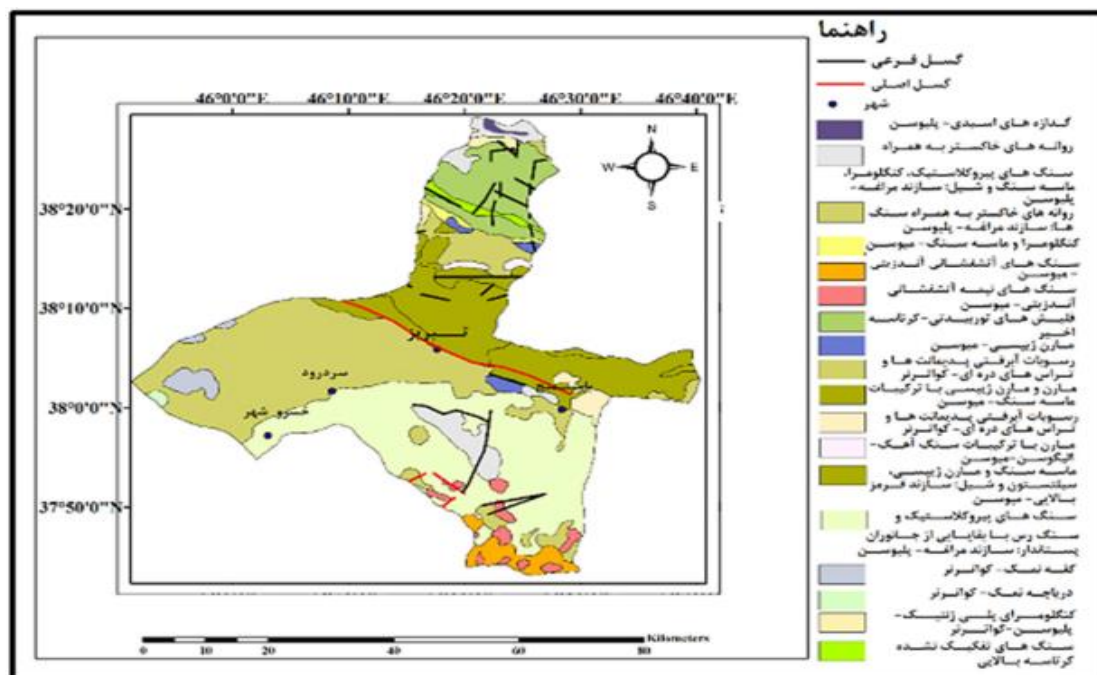 راهنما
گسل فرعی
گسل اصلی
شهر
گدازه های اسیدی- پلیوسن
روانه های خاکستر به همراه
سنگ های پیروکلاستیک، کنگلومرا،
ماسه سنگ و شیل: سازند مراغه-
پلیوسن
روانه های خاکستر به همراه سنگ
ها: سازند مراغه- پلیوسن
کنگلومرا و ماسه سنگ- میوسن
سنگ های آتشفشانی آندزیتی
- میوسن
سنگ های نیمه آتشفشانی
آندزیتی- میوسن
فلیش های توربیدتی- کرتاسه
اخیر
مارن ژیپسی- میوسن
رسوبات آبرفتی پدیمانت ها و
تراس های دره ای- کواترنر
مارن و مارن ژیپسی با ترکیبات
ماسه سنگ- میوسن
رسوبات آبرفتی پدیمانت ها و
تراس های دره ای- کواترنر
مارن با ترکیبات سنگ آهک-
الیگوسن-میوسن
ماسه سنگ و مارن ژیپسی،
سیلتستون و شیل: سازند قرمز
بالایی- میوسن
سنگ های پیروکلاستیک و
سنگ رس با بقایایی از جانوران
پستاندار: سازند مراغه- پلیوسن
کفه نمک- کواترنر
دریاچه نمک- کواترنر
کنگلومرای پلی ژنتیک-
پلیوسن-کواترنر
سنگ های تفکیک نشده
کرتاسه بالایی
46°0'0"E 46°10'0"E 46°20'0"E 46°30'0"E 46°40'0"E
N
W E
S
38°20'0"N
38°10'0"N
38°0'0"N
37°50'0"N
تبریز
سردرود
خسرو شهر
Kilometers
0 10 20 40 60 80